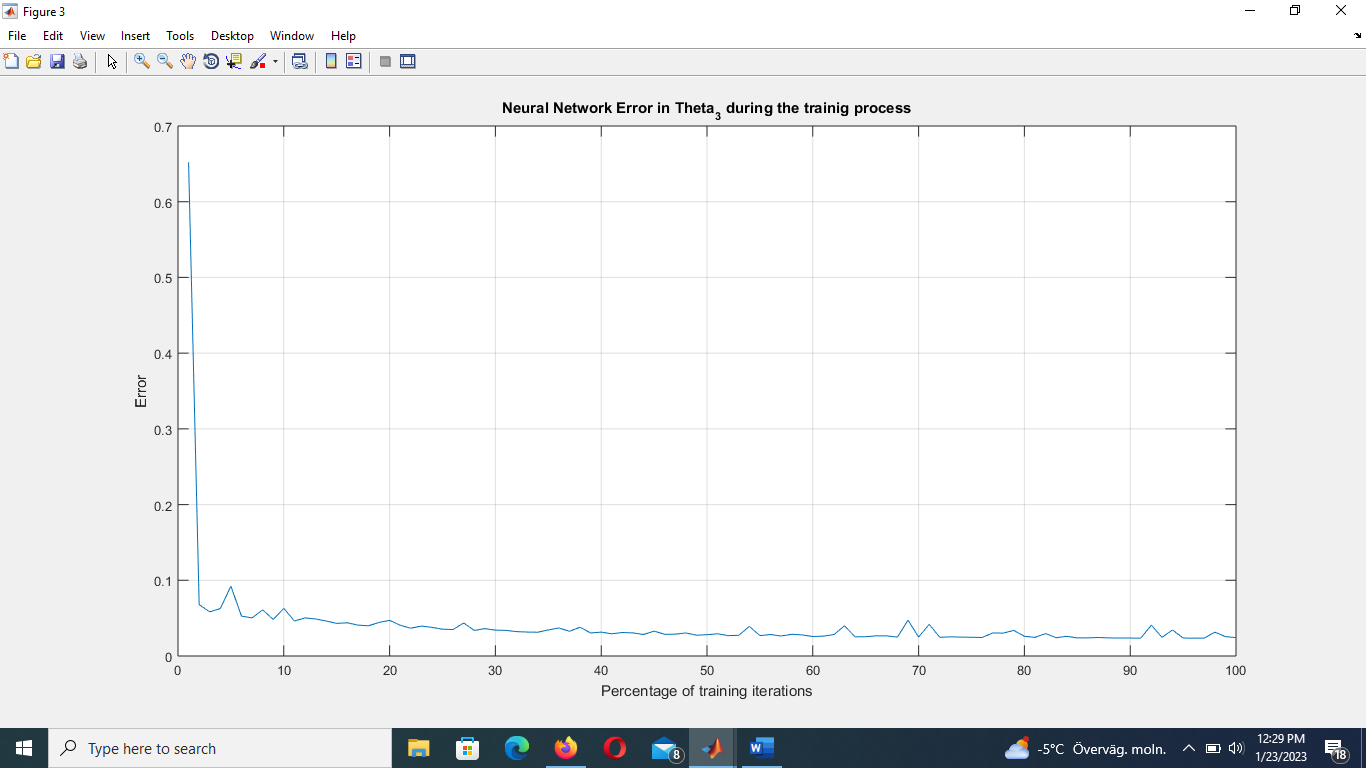 Figure 3
File Edit View Insert Tools Desktop Window Help
Neural Network Error in Theta3 during the trainig process
0.7
0.6
0.5
0.4
0.3
0.2
0.1
0
Error
0 10 20 30 40 50 60 70 80 90 100
Percentage of training iterations
Type here to search
8
-5°C Överväg. moln.
12:29 PM
1/23/2023
18